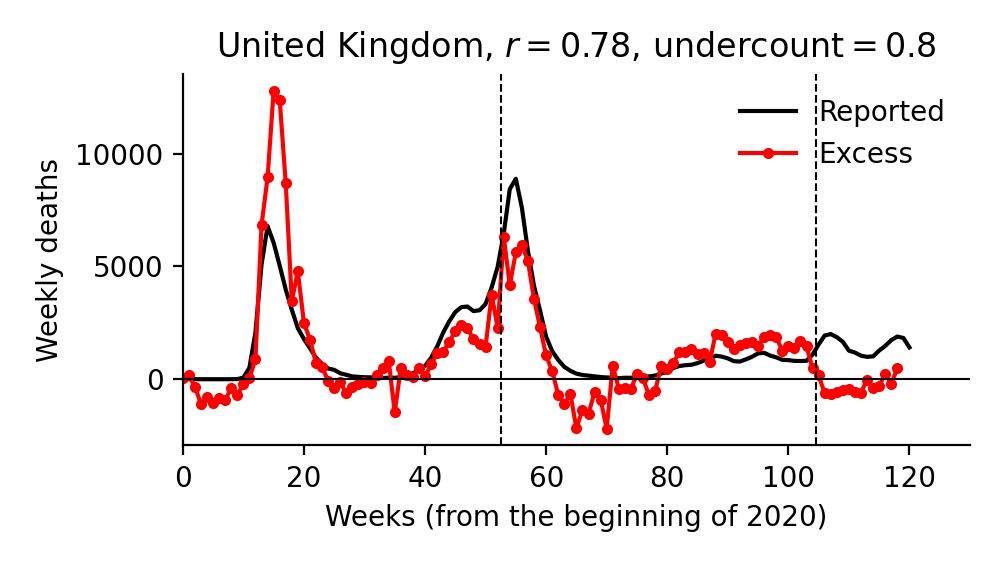 United Kingdom, r = 0.78, undercount = 0.8
Reported
Excess
Weekly deaths
10000
5000
0
0 20 40 60 80 100 120
Weeks (from the beginning of 2020)